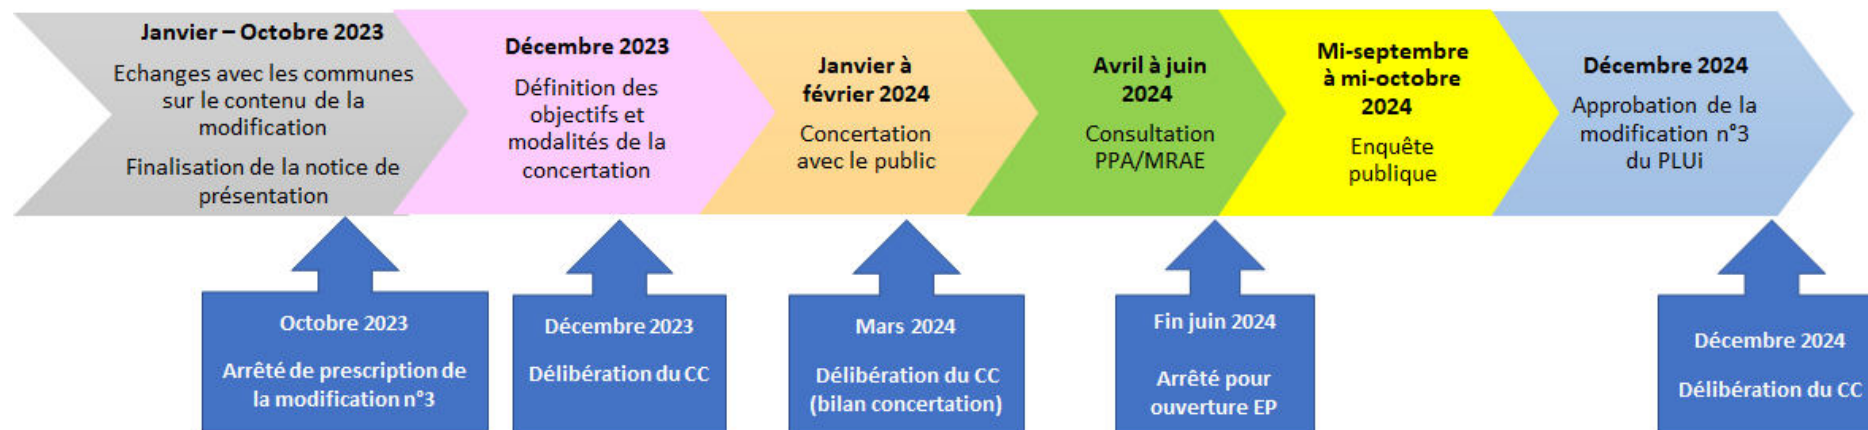 Janvier – Octobre 2023
Echanges avec les communes
sur le contenu de la
modification
Finalisation de la notice de
présentation
Décembre 2023
Définition des
objectifs et
modalités de la
concertation
Janvier à
février 2024
Concertation
avec le public
Avril à juin
2024
Consultation
PPA/MRAE
Mi-septembre
à mi-octobre
2024
Enquête
publique
Décembre 2024
Approbation de la
modification n°3
du PLUi
Octobre 2023
Arrêté de prescription de
la modification n°3
Décembre 2023
Délibération du CC
Mars 2024
Délibération du CC
(bilan concertation)
Fin juin 2024
Arrêté pour
ouverture EP
Décembre 2024
Délibération du CC